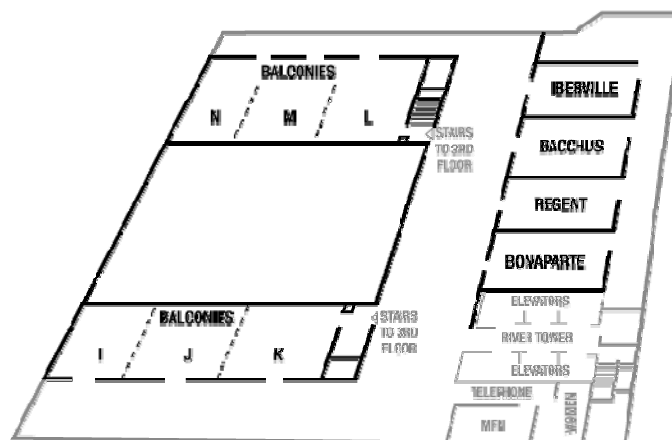 BALCONIES
N M L
STAIRS
TO 3RD
FLOOR
IBERVILLE
BACCHUS
REGENT
BONAPARTE
ELEVATORS
RIVER TOWER
ELEVATORS
BALCONIES
I J K
STAIRS
TO 3RD
FLOOR
TELEPHONE
MEN
WOMEN